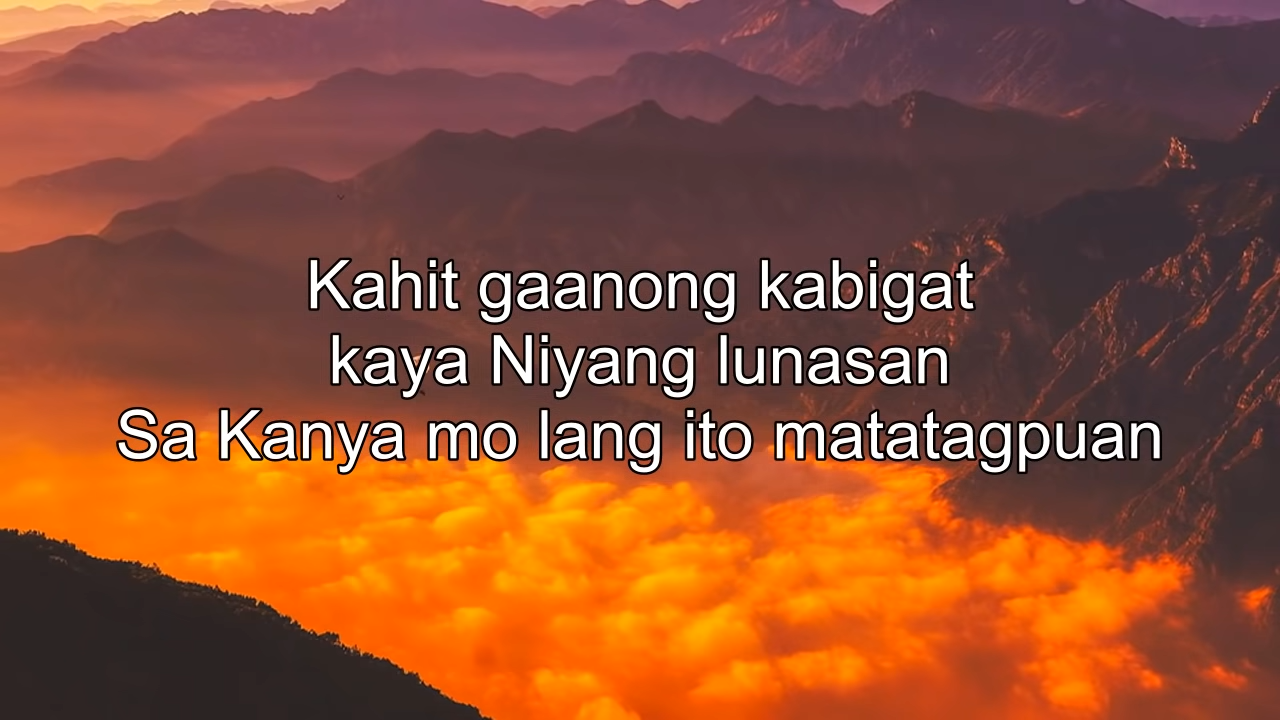 Kahit gaanong kabigat
kaya Niyang lunasan
Sa Kanya mo lang ito matatagpuan